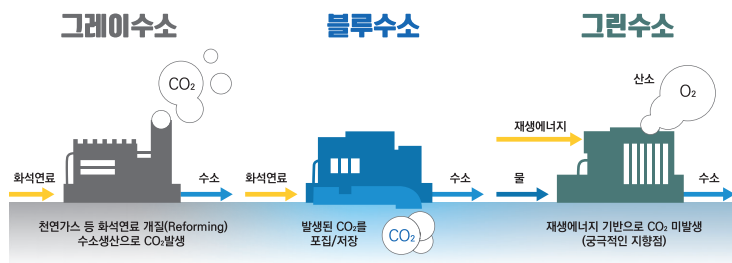 그레이수소
CO₂
화석연료
수소
천연가스 등 화석연료 개질(Reforming)
수소생산으로 CO₂발생
블루수소
화석연료
수소
발생된 CO₂를
포집/저장
CO₂
그린수소
산소
O₂
재생에너지
물
수소
재생에너지 기반으로 CO₂ 미발생
(궁극적인 지향점)